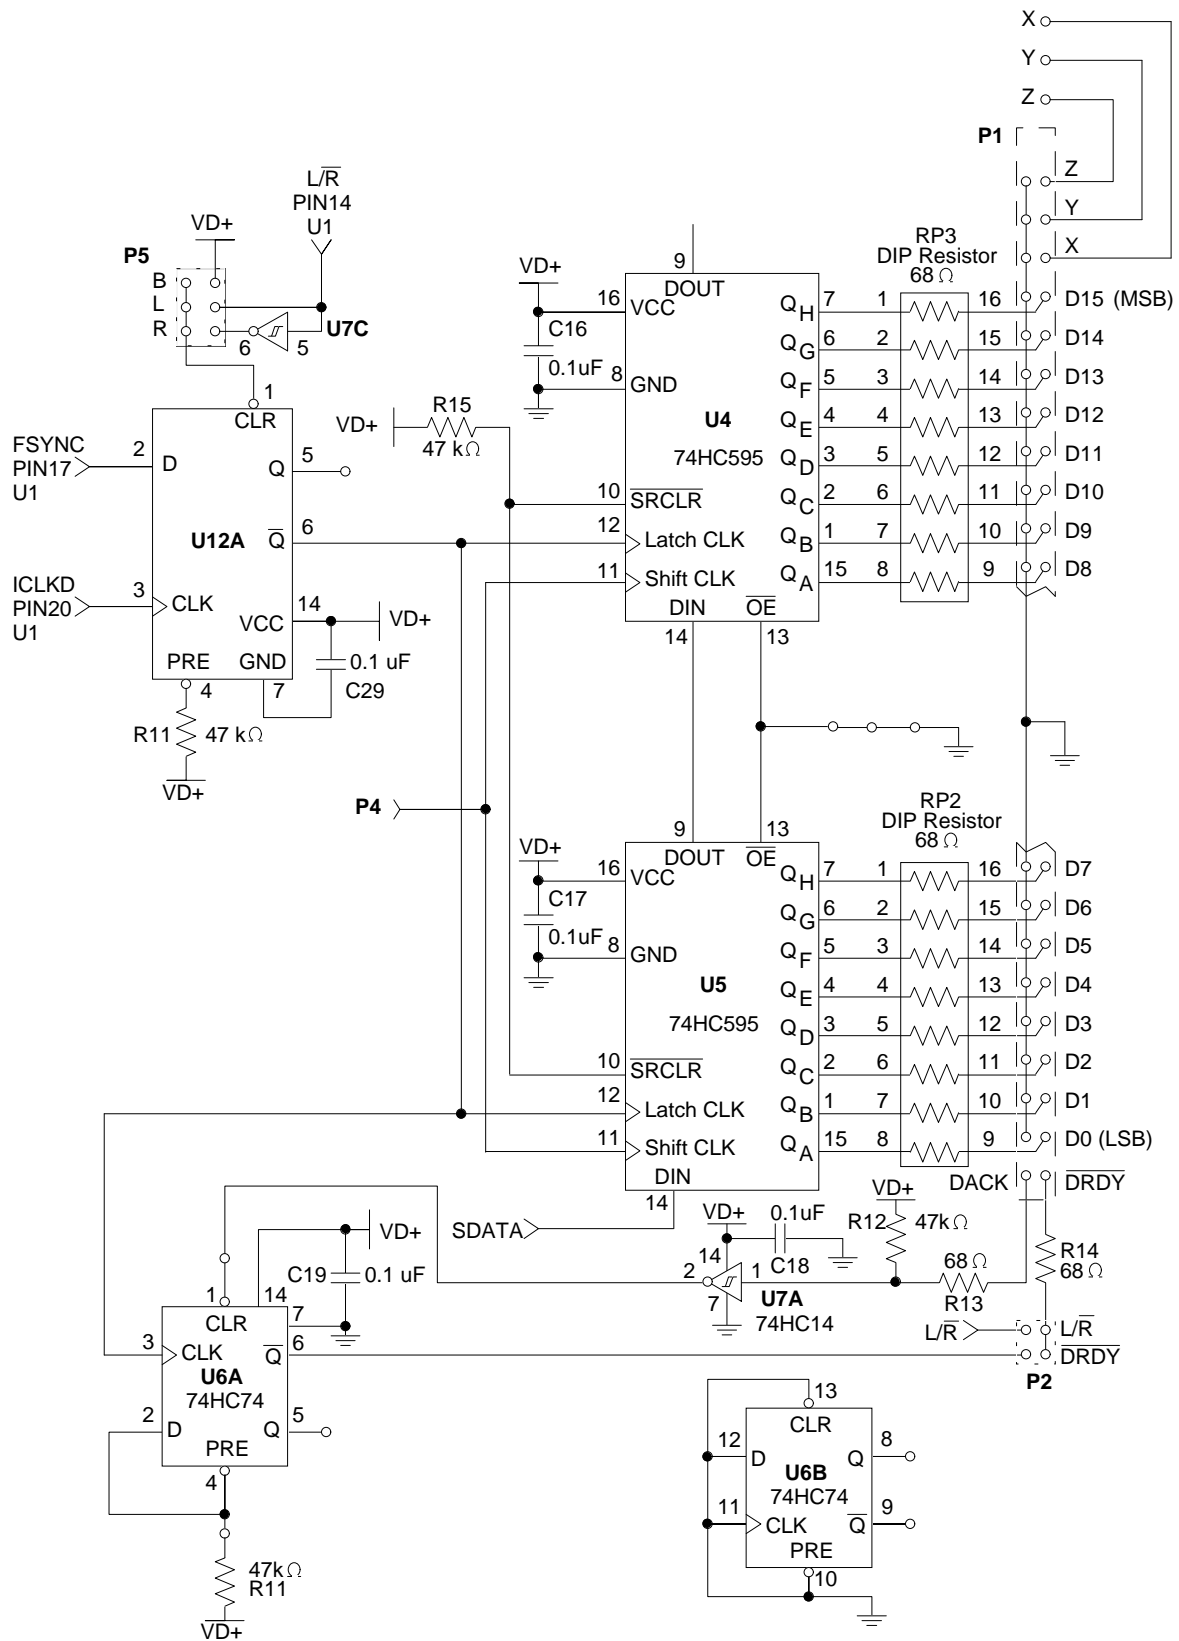 X
Y
Z
P1
Z
Y
X
L/R̅
PIN14
U1
VD+
P5
B
L
R
6
5
U7C
1
CLR
FSYNC
PIN17
U1
2
D
Q
5
U12A
Q̅
6
ICLKD
PIN20
U1
3
CLK
14
VCC
VD+
PRE
GND
0.1 uF
C29
4
7
R11
47 kΩ
VD+
VD+
R15
47 kΩ
P4
VD+
C16
0.1uF
9
DOUT
16
VCC
8
GND
U4
74HC595
10
S̅R̅C̅L̅R̅
12
Latch CLK
11
Shift CLK
DIN
O̅E̅
14
13
RP3
DIP Resistor
68 Ω
QH 7 1 16 D15 (MSB)
QG 6 2 15 D14
QF 5 3 14 D13
QE 4 4 13 D12
QD 3 5 12 D11
QC 2 6 11 D10
QB 1 7 10 D9
QA 15 8 9 D8
VD+
C17
0.1uF
9
13
DOUT
O̅E̅
16
VCC
8
GND
U5
74HC595
10
S̅R̅C̅L̅R̅
12
Latch CLK
11
Shift CLK
DIN
14
SDATA
RP2
DIP Resistor
68 Ω
QH 7 1 16 D7
QG 6 2 15 D6
QF 5 3 14 D5
QE 4 4 13 D4
QD 3 5 12 D3
QC 2 6 11 D2
QB 1 7 10 D1
QA 15 8 9 D0 (LSB)
DACK
D̅R̅D̅Y̅
VD+
R12
47kΩ
VD+
0.1uF
C18
14
2
1
7
U7A
74HC14
68 Ω
R13
R14
68 Ω
L/R̅
L/R̅
D̅R̅D̅Y̅
P2
VD+
C19
0.1 uF
1
14
CLR
7
3
CLK
Q̅
6
U6A
74HC74
2
D
Q
5
PRE
4
47kΩ
R11
VD+
13
CLR
12
D
Q
8
U6B
74HC74
11
CLK
Q̅
9
PRE
10